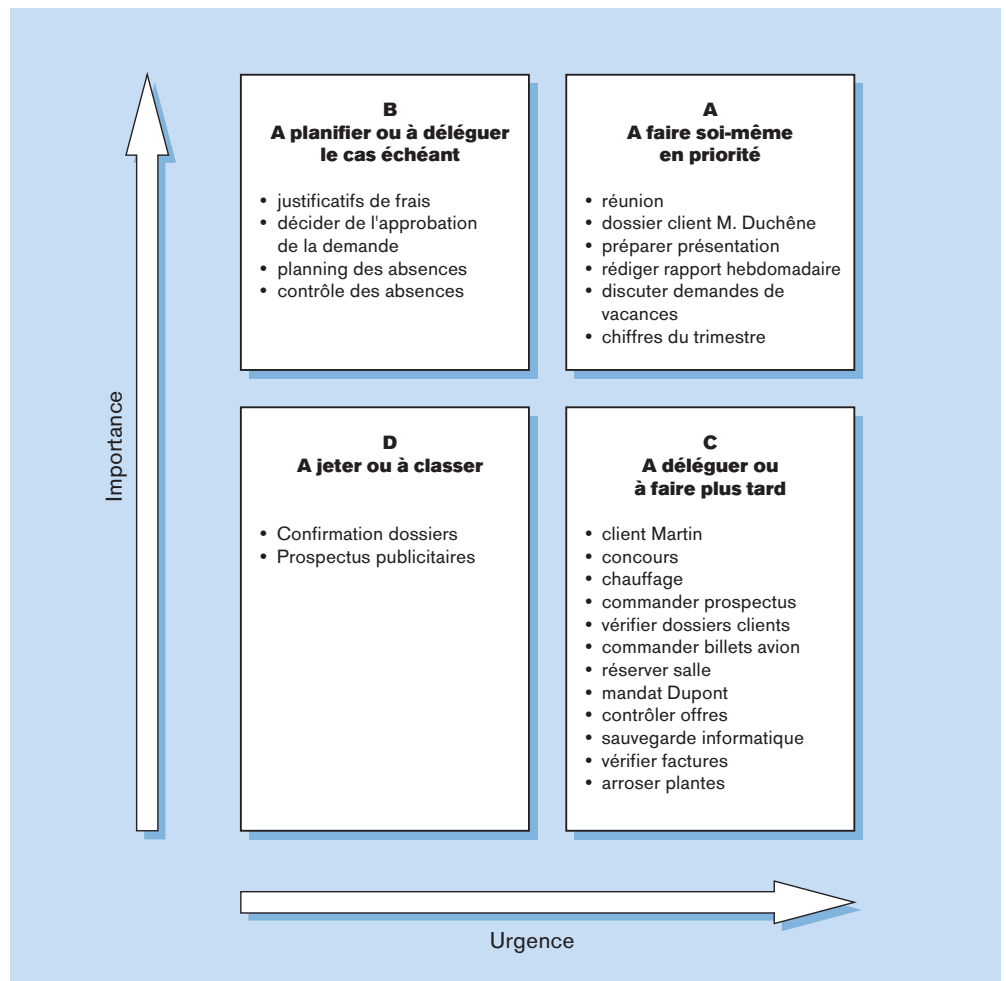 B
A planifier ou à déléguer
le cas échéant
• justificatifs de frais
• décider de l'approbation
de la demande
• planning des absences
• contrôle des absences
A
A faire soi-même
en priorité
• réunion
• dossier client M. Duchêne
• préparer présentation
• rédiger rapport hebdomadaire
• discuter demandes de
vacances
• chiffres du trimestre
Importance
D
A jeter ou à classer
• Confirmation dossiers
• Prospectus publicitaires
C
A déléguer ou
à faire plus tard
• client Martin
• concours
• chauffage
• commander prospectus
• vérifier dossiers clients
• commander billets avion
• réserver salle
• mandat Dupont
• contrôler offres
• sauvegarde informatique
• vérifier factures
• arroser plantes
Urgence